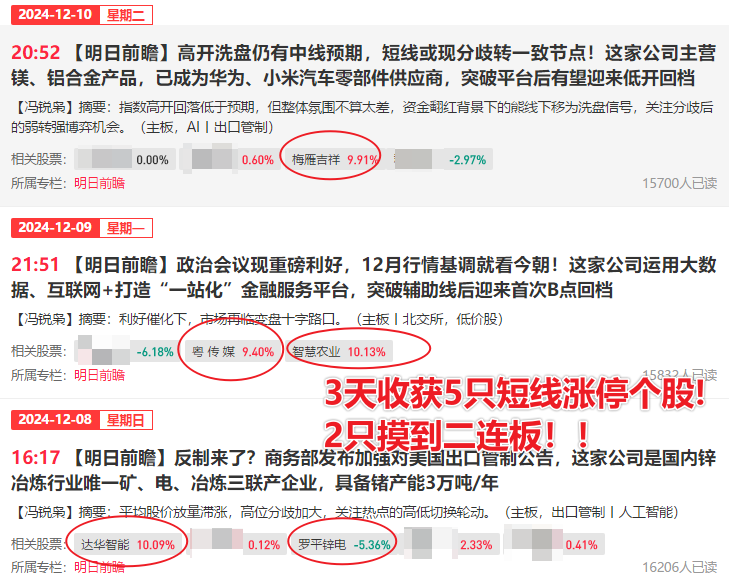 2024-12-10 星期二
20:52 【明日前瞻】高开洗盘仍有中线预期，短线或现分歧转一致节点！这家公司主营
镁、铝合金产品，已成为华为、小米汽车零部件供应商，突破平台后有望迎来低开回档
【冯锐枭】摘要：指数高开回落低于预期，但整体氛围不算太差，资金翻红背景下的熊线下移为洗盘信号，关注分歧后
的弱转强博弈机会。（主板，AI丨出口管制）
相关股票： 0.00% 0.60% 梅雁吉祥 9.91% -2.97%
所属专栏：明日前瞻 15700人已读
2024-12-09 星期一
21:51 【明日前瞻】政治会议现重磅利好，12月行情基调就看今朝！这家公司运用大数
据、互联网+打造“一站化”金融服务平台，突破辅助线后迎来首次B点回档
【冯锐枭】摘要：利好催化下，市场再临变盘十字路口。（主板丨北交所，低价股）
相关股票： -6.18% 粤 传 媒 9.40% 智慧农业 10.13%
所属专栏：明日前瞻 15832人已读
3天收获5只短线涨停个股!
2只摸到二连板！！
2024-12-08 星期日
16:17 【明日前瞻】反制来了？商务部发布加强对美国出口管制公告，这家公司是国内锌
冶炼行业唯一矿、电、冶炼三联产企业，具备锗产能3万吨/年
【冯锐枭】摘要：平均股价放量滞涨，高位分歧加大，关注热点的高低切换轮动。（主板，出口管制丨人工智能）
相关股票： 达华智能 10.09% 0.12% 罗平锌电 -5.36% 2.33% 0.41%
所属专栏：明日前瞻 16206人已读